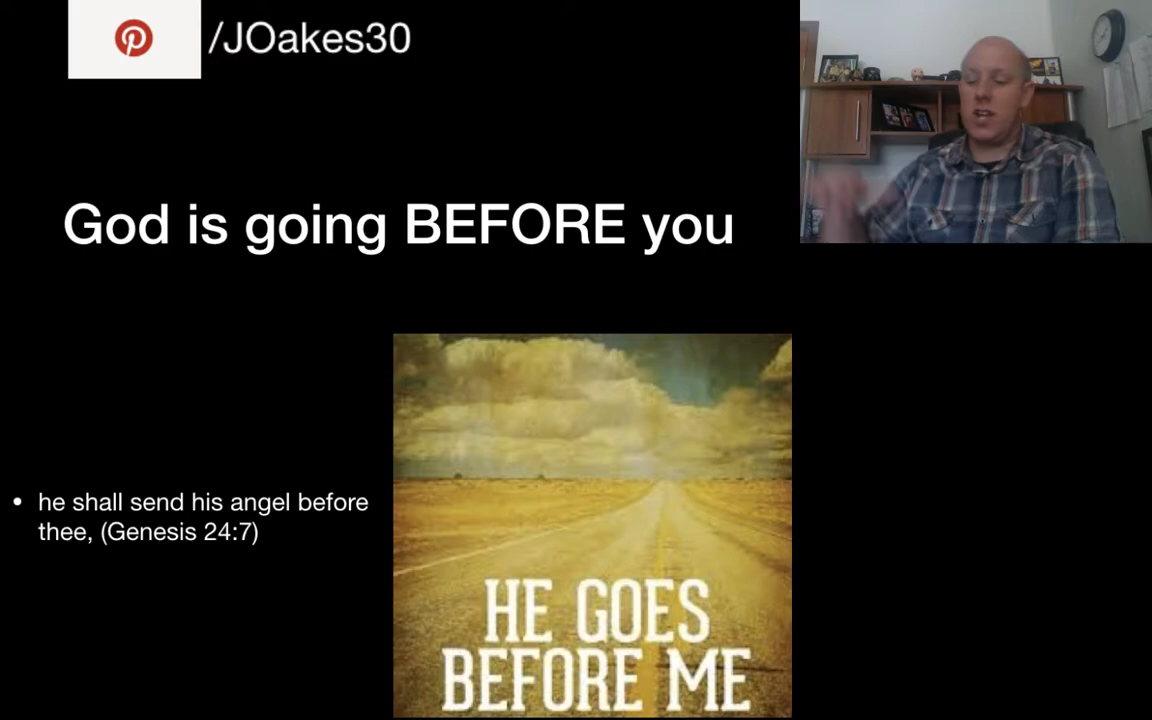 /JOakes30
God is going BEFORE you
• he shall send his angel before
thee, (Genesis 24:7)
HE GOES
BEFORE ME